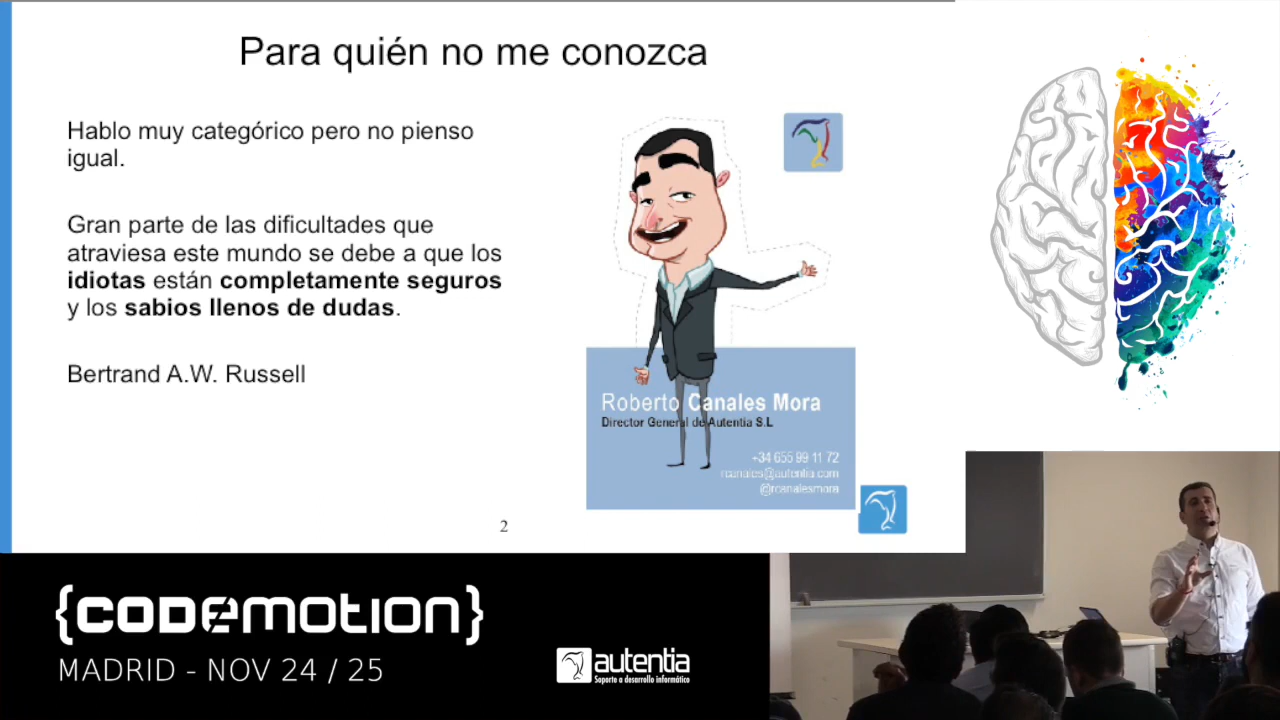 Para quién no me conozca
Hablo muy categórico pero no pienso
igual.
Gran parte de las dificultades que
atraviesa este mundo se debe a que los
idiotas están completamente seguros
y los sabios llenos de dudas.
Bertrand A.W. Russell
Roberto Canales Mora
Director General de Autentia S.L
+34 655 99 11 72
rcanales@autentia.com
@rcanalesmora
2
{CODEMOTION}
MADRID - NOV 24 / 25
autentia
Soporte a desarrollo informático